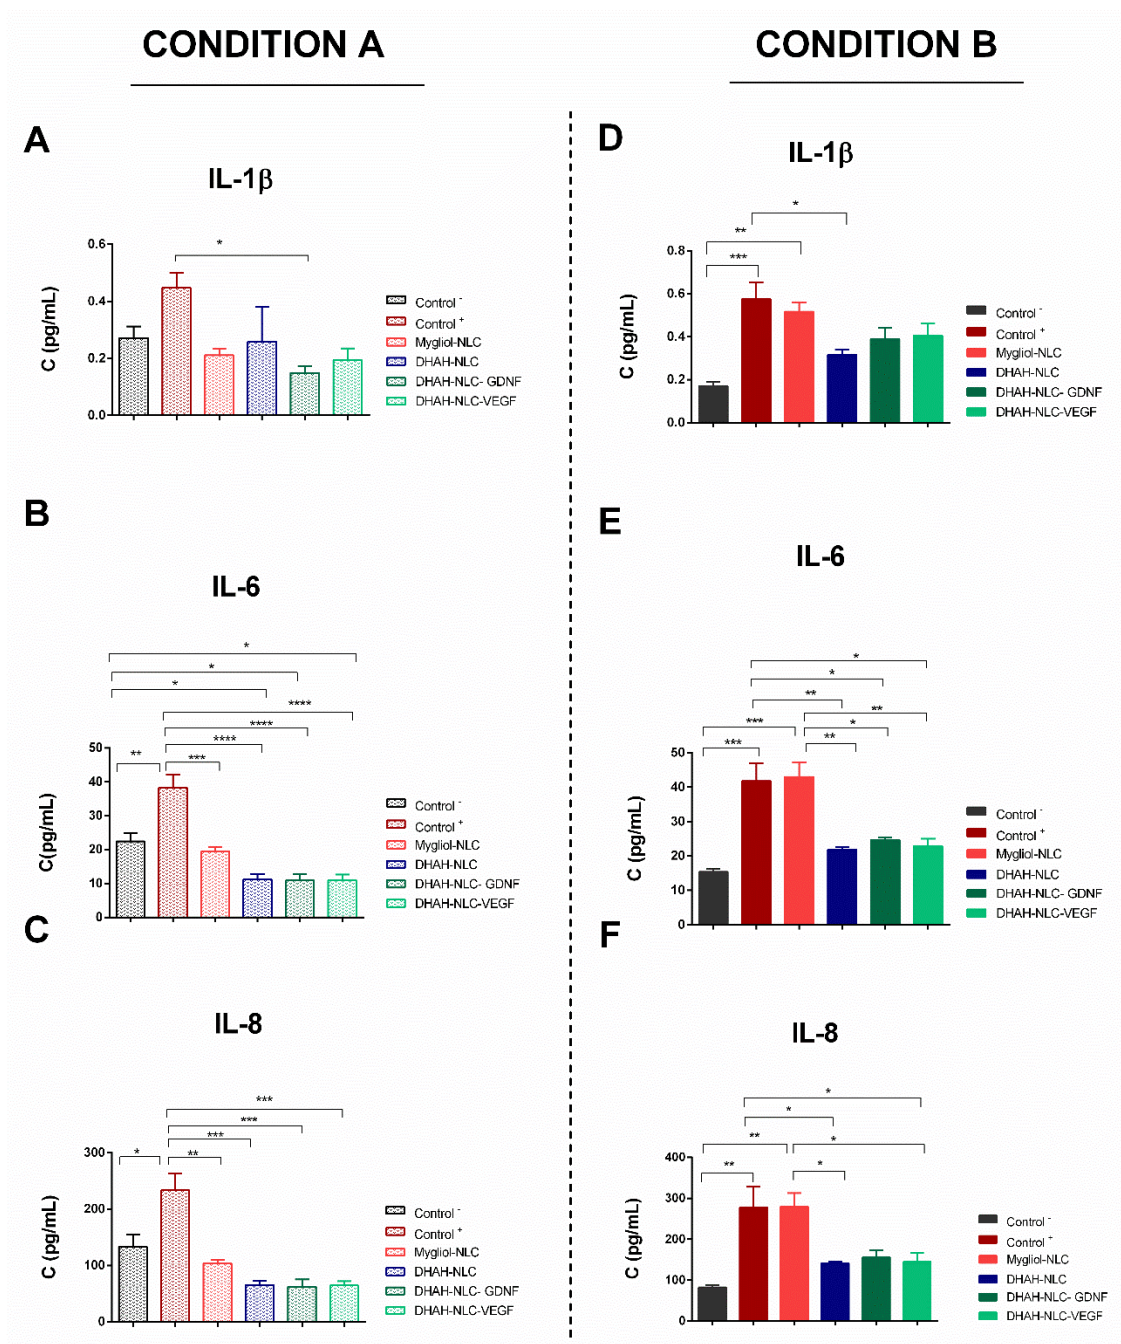 CONDITION A
CONDITION B
A
IL-1β
*
0.6
0.4
0.2
0.0
C (pg/mL)
Control -
Control +
Mygliol-NLC
DHAH-NLC
DHAH-NLC- GDNF
DHAH-NLC-VEGF
D
IL-1β
*
**
***
0.8
0.6
0.4
0.2
0.0
C (pg/mL)
Control -
Control +
Mygliol-NLC
DHAH-NLC
DHAH-NLC- GDNF
DHAH-NLC-VEGF
B
IL-6
*
*
*
****
****
****
**
***
50
40
30
20
10
0
C(pg/mL)
Control -
Control +
Mygliol-NLC
DHAH-NLC
DHAH-NLC- GDNF
DHAH-NLC-VEGF
E
IL-6
*
*
**
**
***
*
***
**
50
40
30
20
10
0
C (pg/mL)
Control -
Control +
Mygliol-NLC
DHAH-NLC
DHAH-NLC- GDNF
DHAH-NLC-VEGF
C
IL-8
***
***
***
*
**
300
200
100
0
C (pg/mL)
Control -
Control +
Mygliol-NLC
DHAH-NLC
DHAH-NLC- GDNF
DHAH-NLC-VEGF
F
IL-8
*
*
**
*
**
*
400
300
200
100
0
C (pg/mL)
Control -
Control +
Mygliol-NLC
DHAH-NLC
DHAH-NLC- GDNF
DHAH-NLC-VEGF